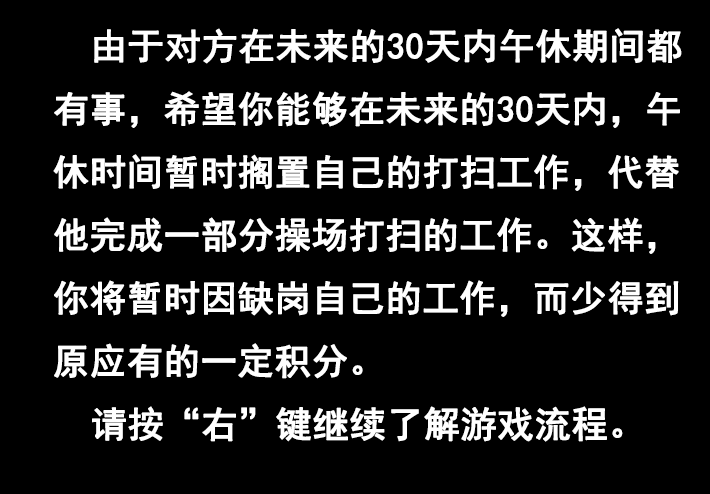 由于对方在未来的30天内午休期间都
有事，希望你能够在未来的30天内，午
休时间暂时搁置自己的打扫工作，代替
他完成一部分操场打扫的工作。这样，
你将暂时因缺岗自己的工作，而少得到
原应有的一定积分。
请按“右”键继续了解游戏流程。